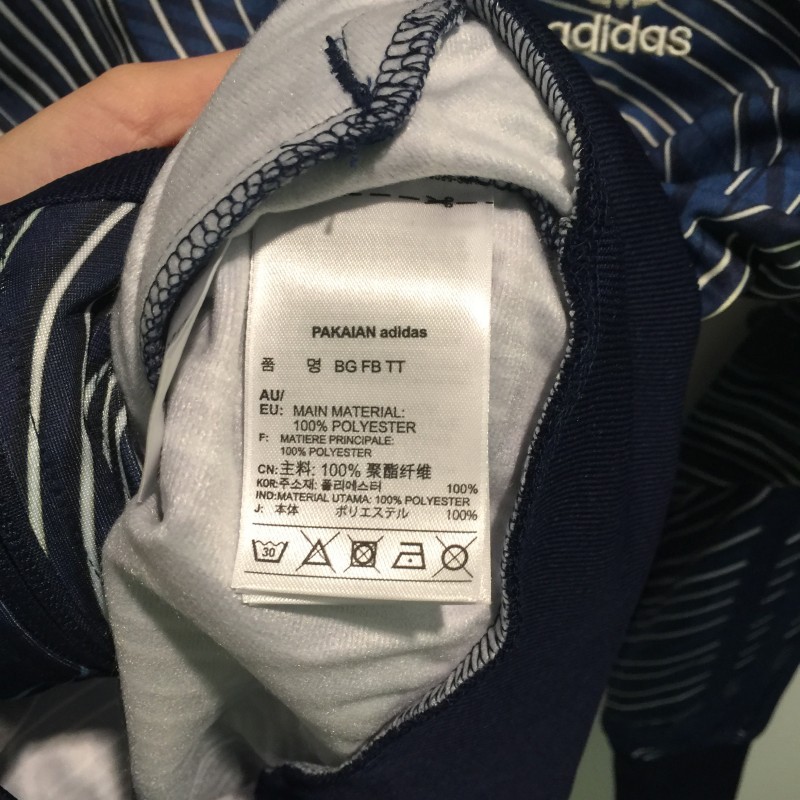 adidas
PAKAIAN adidas
품 명 BG FB TT
AU/
EU: MAIN MATERIAL:
100% POLYESTER
F: MATIERE PRINCIPALE:
100% POLYESTER
CN: 主料: 100% 聚酯纤维
KOR: 주소재: 폴리에스터 100%
IND: MATERIAL UTAMA: 100% POLYESTER
J: 本体 ポリエステル 100%
30